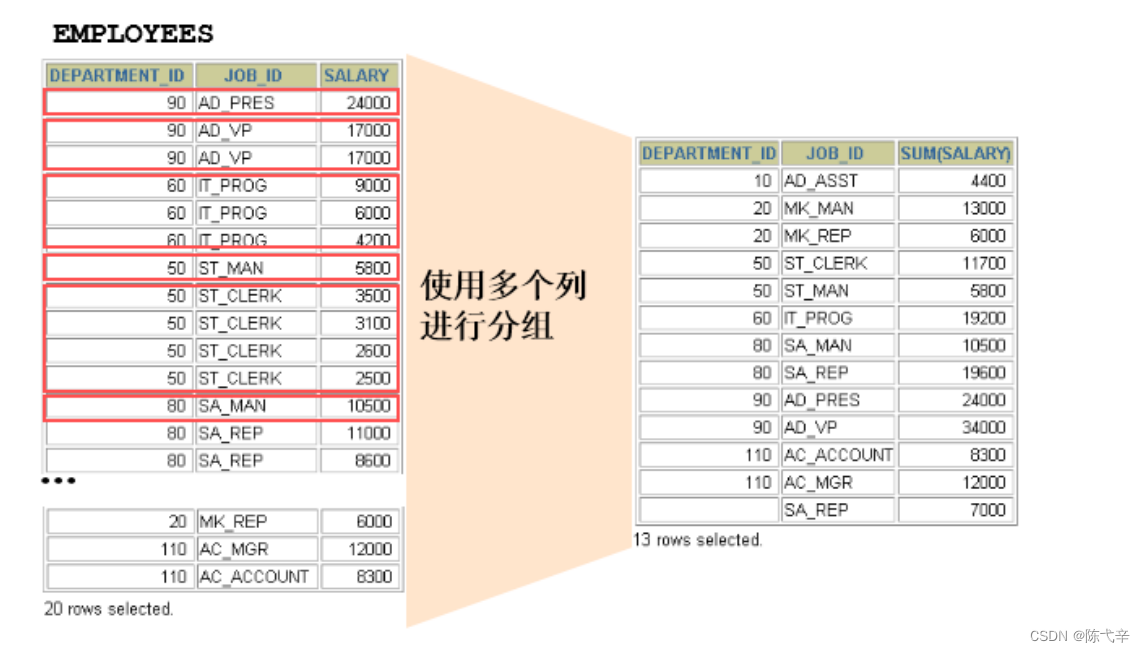 EMPLOYEES
DEPARTMENT_ID JOB_ID SALARY
90 AD_PRES 24000
90 AD_VP 17000
90 AD_VP 17000
60 IT_PROG 9000
60 IT_PROG 6000
60 IT_PROG 4200
50 ST_MAN 5800
50 ST_CLERK 3500
50 ST_CLERK 3100
50 ST_CLERK 2600
50 ST_CLERK 2500
80 SA_MAN 10500
80 SA_REP 11000
80 SA_REP 8600
•••
20 MK_REP 6000
110 AC_MGR 12000
110 AC_ACCOUNT 8300
20 rows selected.
使用多个列
进行分组
DEPARTMENT_ID JOB_ID SUM(SALARY)
10 AD_ASST 4400
20 MK_MAN 13000
20 MK_REP 6000
50 ST_CLERK 11700
50 ST_MAN 5800
60 IT_PROG 19200
80 SA_MAN 10500
80 SA_REP 19600
90 AD_PRES 24000
90 AD_VP 34000
110 AC_ACCOUNT 8300
110 AC_MGR 12000
SA_REP 7000
13 rows selected.
CSDN @陈弋辛